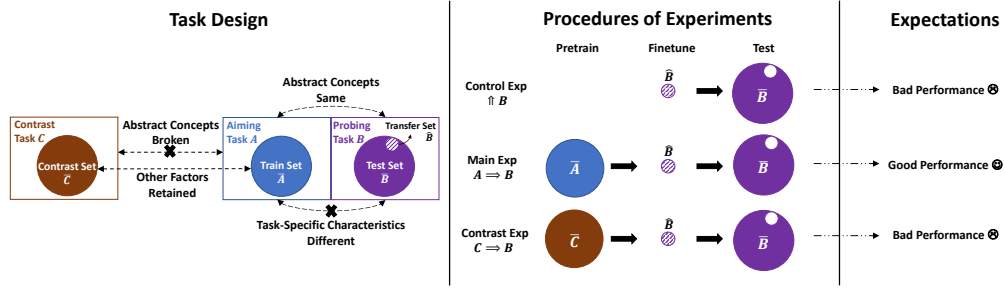 Task Design
Abstract Concepts
Same
Contrast
Task C
Abstract Concepts
Broken
Aiming
Task A
Probing
Task B
Transfer Set
B̂
Contrast Set
C̄
Train Set
Ā
Test Set
B̄
Other Factors
Retained
Task-Specific Characteristics
Different
Procedures of Experiments
Pretrain
Finetune
Test
Control Exp
⇑ B
B̂
B̄
Main Exp
A ⟹ B
Ā
B̂
B̄
Contrast Exp
C ⟹ B
C̄
B̂
B̄
Expectations
Bad Performance ☹
Good Performance ☺
Bad Performance ☹